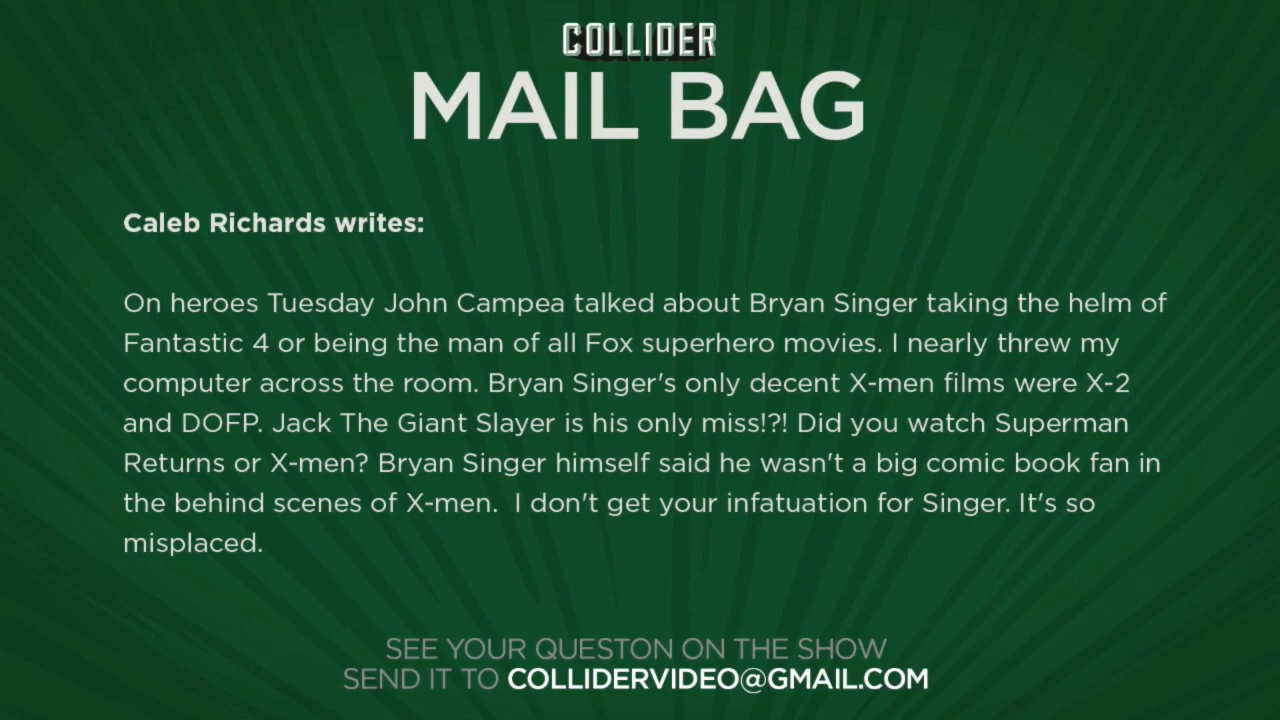 COLLIDER
MAIL BAG
Caleb Richards writes:
On heroes Tuesday John Campea talked about Bryan Singer taking the helm of
Fantastic 4 or being the man of all Fox superhero movies. I nearly threw my
computer across the room. Bryan Singer's only decent X-men films were X-2
and DOFP. Jack The Giant Slayer is his only miss!?! Did you watch Superman
Returns or X-men? Bryan Singer himself said he wasn't a big comic book fan in
the behind scenes of X-men.  I don't get your infatuation for Singer. It's so
misplaced.
SEE YOUR QUESTON ON THE SHOW
SEND IT TO COLLIDERVIDEO@GMAIL.COM